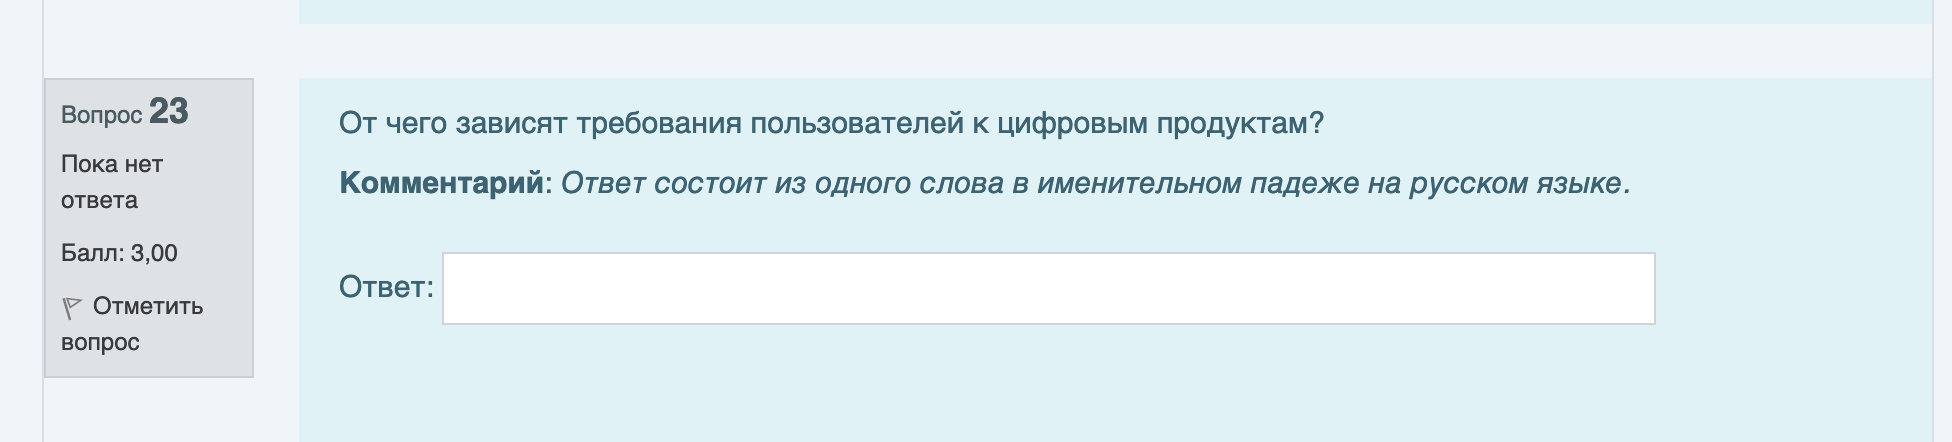 Вопрос 23
Пока нет
ответа
Балл: 3,00
Отметить
вопрос
От чего зависят требования пользователей к цифровым продуктам?
Комментарий: Ответ состоит из одного слова в именительном падеже на русском языке.
Ответ: